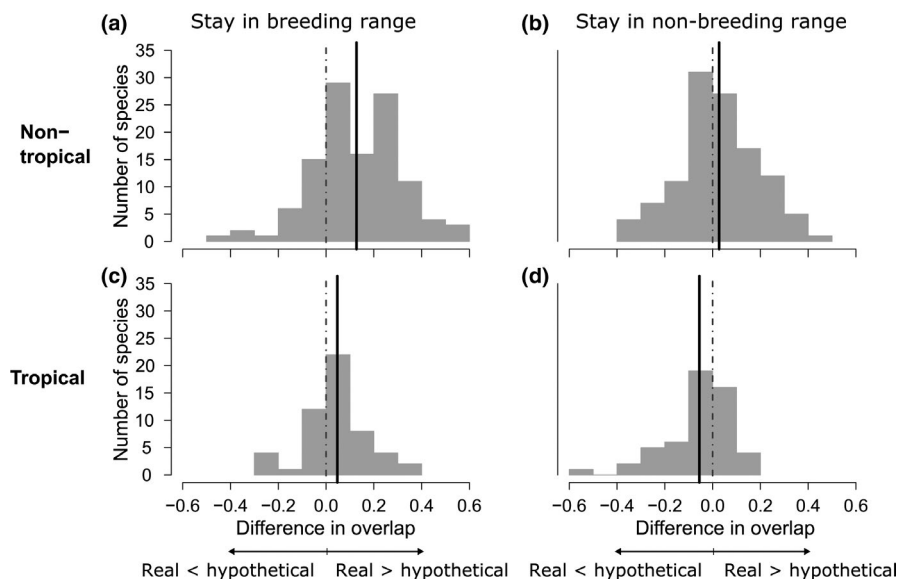 (a) Stay in breeding range
(b) Stay in non-breeding range
Non−
tropical
Number of species
35
30
25
20
15
10
5
0
(c)
(d)
Tropical
Number of species
35
30
25
20
15
10
5
0
−0.6 −0.4 −0.2 0.0 0.2 0.4 0.6
−0.6 −0.4 −0.2 0.0 0.2 0.4 0.6
Difference in overlap
Difference in overlap
Real < hypothetical Real > hypothetical
Real < hypothetical Real > hypothetical